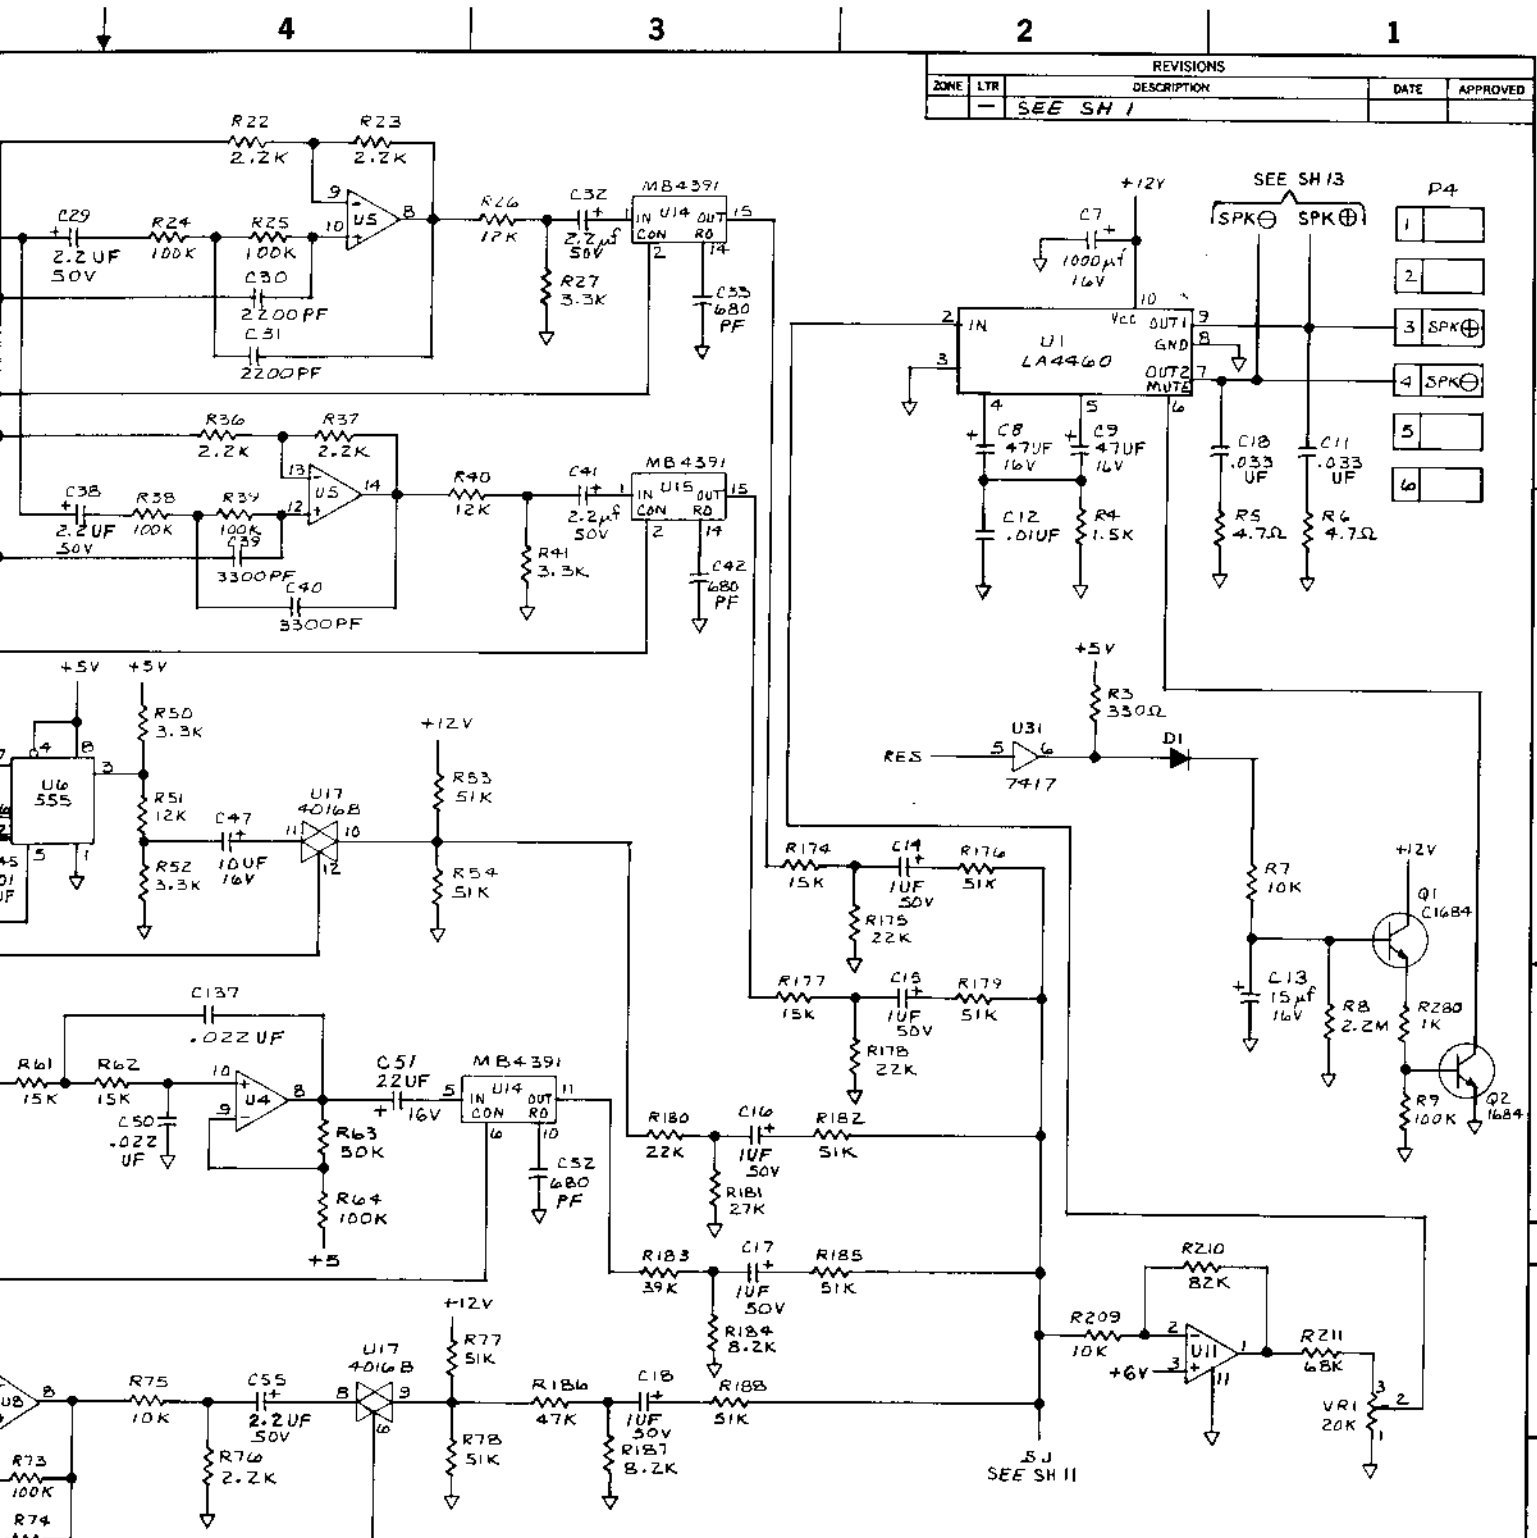 4 3 2 1
REVISIONS
ZONE LTR DESCRIPTION DATE APPROVED
— SEE SH 1
R22
2.2K
R23
2.2K
C29
+
2.2UF
50V
R24
100K
R25
100K
C30
2200PF
C31
2200PF
9 -
10 +
U5
8
R26
12K
C32
+
2.2µf
50V
R27
3.3K
MB4391
1 IN U14 OUT 15
CON RO
2 14
C33
680
PF
+12V
C7
+
1000µf
16V
SEE SH13
SPK⊖ SPK⊕
P4
1
2
3 SPK⊕
4 SPK⊖
5
6
10
VCC
2 IN
3
U1
LA4460
OUT1 9
GND 8
OUT2 7
MUTE
4 5 6
+ C8
47UF
16V
+ C9
47UF
16V
C12
.01UF
R4
1.5K
C18
.033
UF
C11
.033
UF
R5
4.7Ω
R6
4.7Ω
R36
2.2K
R37
2.2K
C38
+
2.2UF
50V
R38
100K
R39
100K
C39
3300PF
C40
3300PF
13 -
12 +
U5
14
R40
12K
C41
+
2.2µf
50V
R41
3.3K
MB4391
1 IN U15 OUT 15
CON RO
2 14
C42
680
PF
+5V +5V
R50
3.3K
4 8
U6
555
3
5 1
R51
12K
R52
3.3K
C47
+
10UF
16V
U17
4016B
11 10
12
+12V
R53
51K
R54
51K
+5V
R3
330Ω
RES
5 U31 6
7417
D1
R7
10K
+12V
Q1
C1684
+ C13
15µf
16V
R8
2.2M
R280
1K
R9
100K
Q2
1684
R174
15K
C14
+
1UF
50V
R176
51K
R175
22K
R177
15K
C15
+
1UF
50V
R179
51K
R178
22K
C137
.022UF
R61
15K
R62
15K
C50
.022
UF
10 +
9 -
U4
8
R63
50K
R64
100K
+5
C51
22UF
+ 16V
MB4391
5 IN U14 OUT 11
CON RO
6 10
C52
680
PF
R180
22K
C16
+
1UF
50V
R182
51K
R181
27K
R183
39K
C17
+
1UF
50V
R185
51K
R184
8.2K
R210
82K
R209
10K
2 -
+6V 3 +
U11
1
11
R211
68K
VR1
20K
3
2
1
U8
8
R73
100K
R74
R75
10K
R76
2.2K
C55
+
2.2UF
50V
U17
4016B
8 9
6
+12V
R77
51K
R78
51K
R186
47K
C18
+
1UF
50V
R188
51K
R187
8.2K
SJ
SEE SH 11